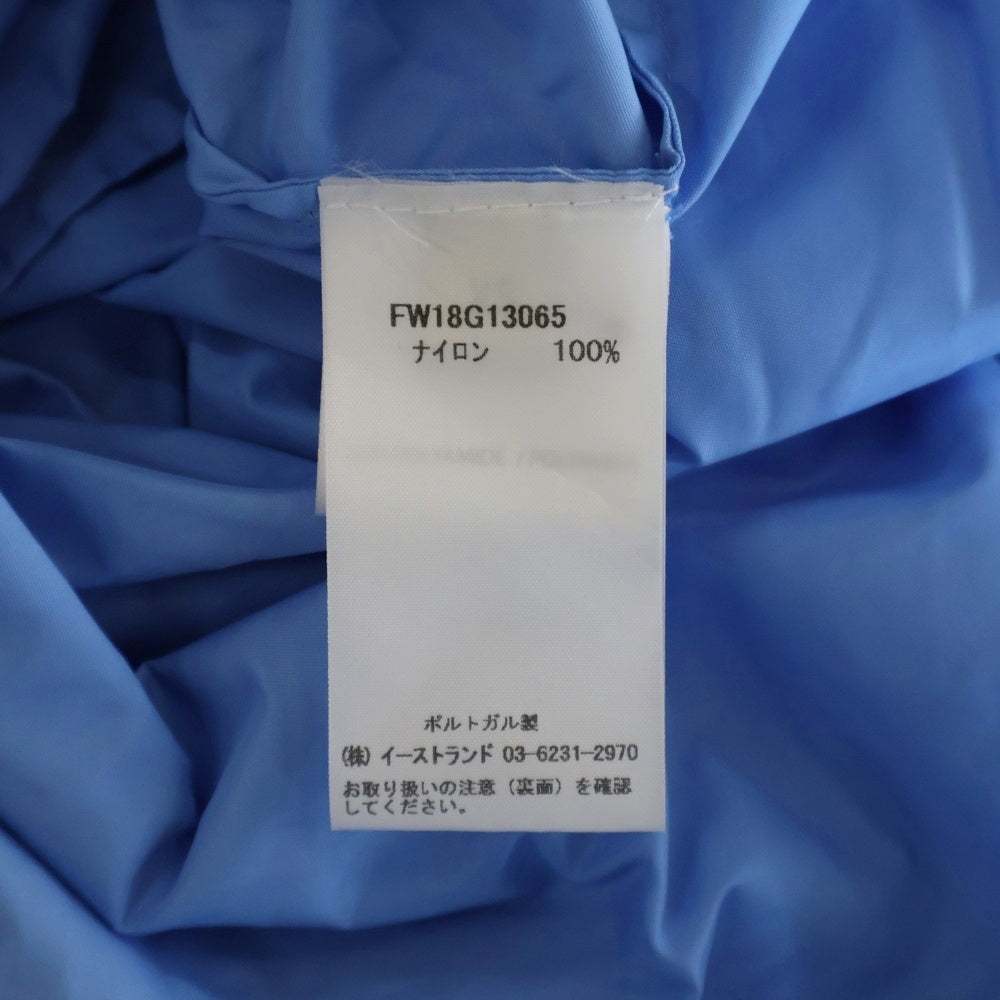 FW18G13065
ナイロン 100%
ポルトガル製
(株) イーストランド 03-6231-2970
お取り扱いの注意（裏面）を確認
してください。